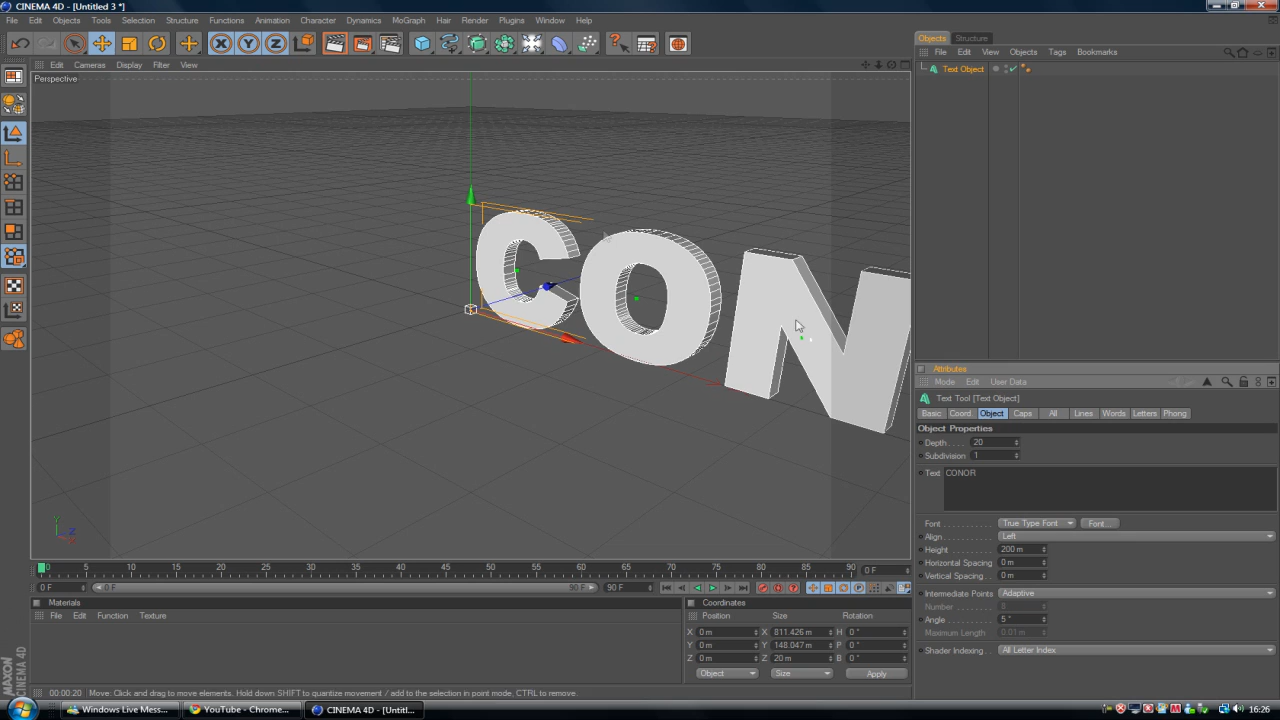 CINEMA 4D - [Untitled 3 *]
File Edit Objects Tools Selection Structure Functions Animation Character Dynamics MoGraph Hair Render Plugins Window Help
Edit Cameras Display Filter View
Perspective
CON
Y
Z
X
0 5 10 15 20 25 30 35 40 45 50 55 60 65 70 75 80 85 90 0 F
0 F 0 F 90 F 90 F
Materials
File Edit Function Texture
Coordinates
Position Size Rotation
X 0 m X 811.426 m H 0 °
Y 0 m Y 148.047 m P 0 °
Z 0 m Z 20 m B 0 °
Object Size Apply
MAXON
CINEMA 4D
00:00:20 Move: Click and drag to move elements. Hold down SHIFT to quantize movement / add to the selection in point mode, CTRL to remove.
Objects Structure
File Edit View Objects Tags Bookmarks
Text Object
Attributes
Mode Edit User Data
Text Tool [Text Object]
Basic Coord. Object Caps All Lines Words Letters Phong
Object Properties
Depth. . . . 20
Subdivision 1
Text CONOR
Font . . . . . . . . . . . True Type Font Font...
Align. . . . . . . . . . . Left
Height . . . . . . . . . 200 m
Horizontal Spacing 0 m
Vertical Spacing. . . 0 m
Intermediate Points Adaptive
Number . . . . . . . . 8
Angle . . . . . . . . . . 5 °
Maximum Length 0.01 m
Shader Indexing. . . All Letter Index
Windows Live Mess... YouTube - Chrome... CINEMA 4D - [Untitl... 16:26